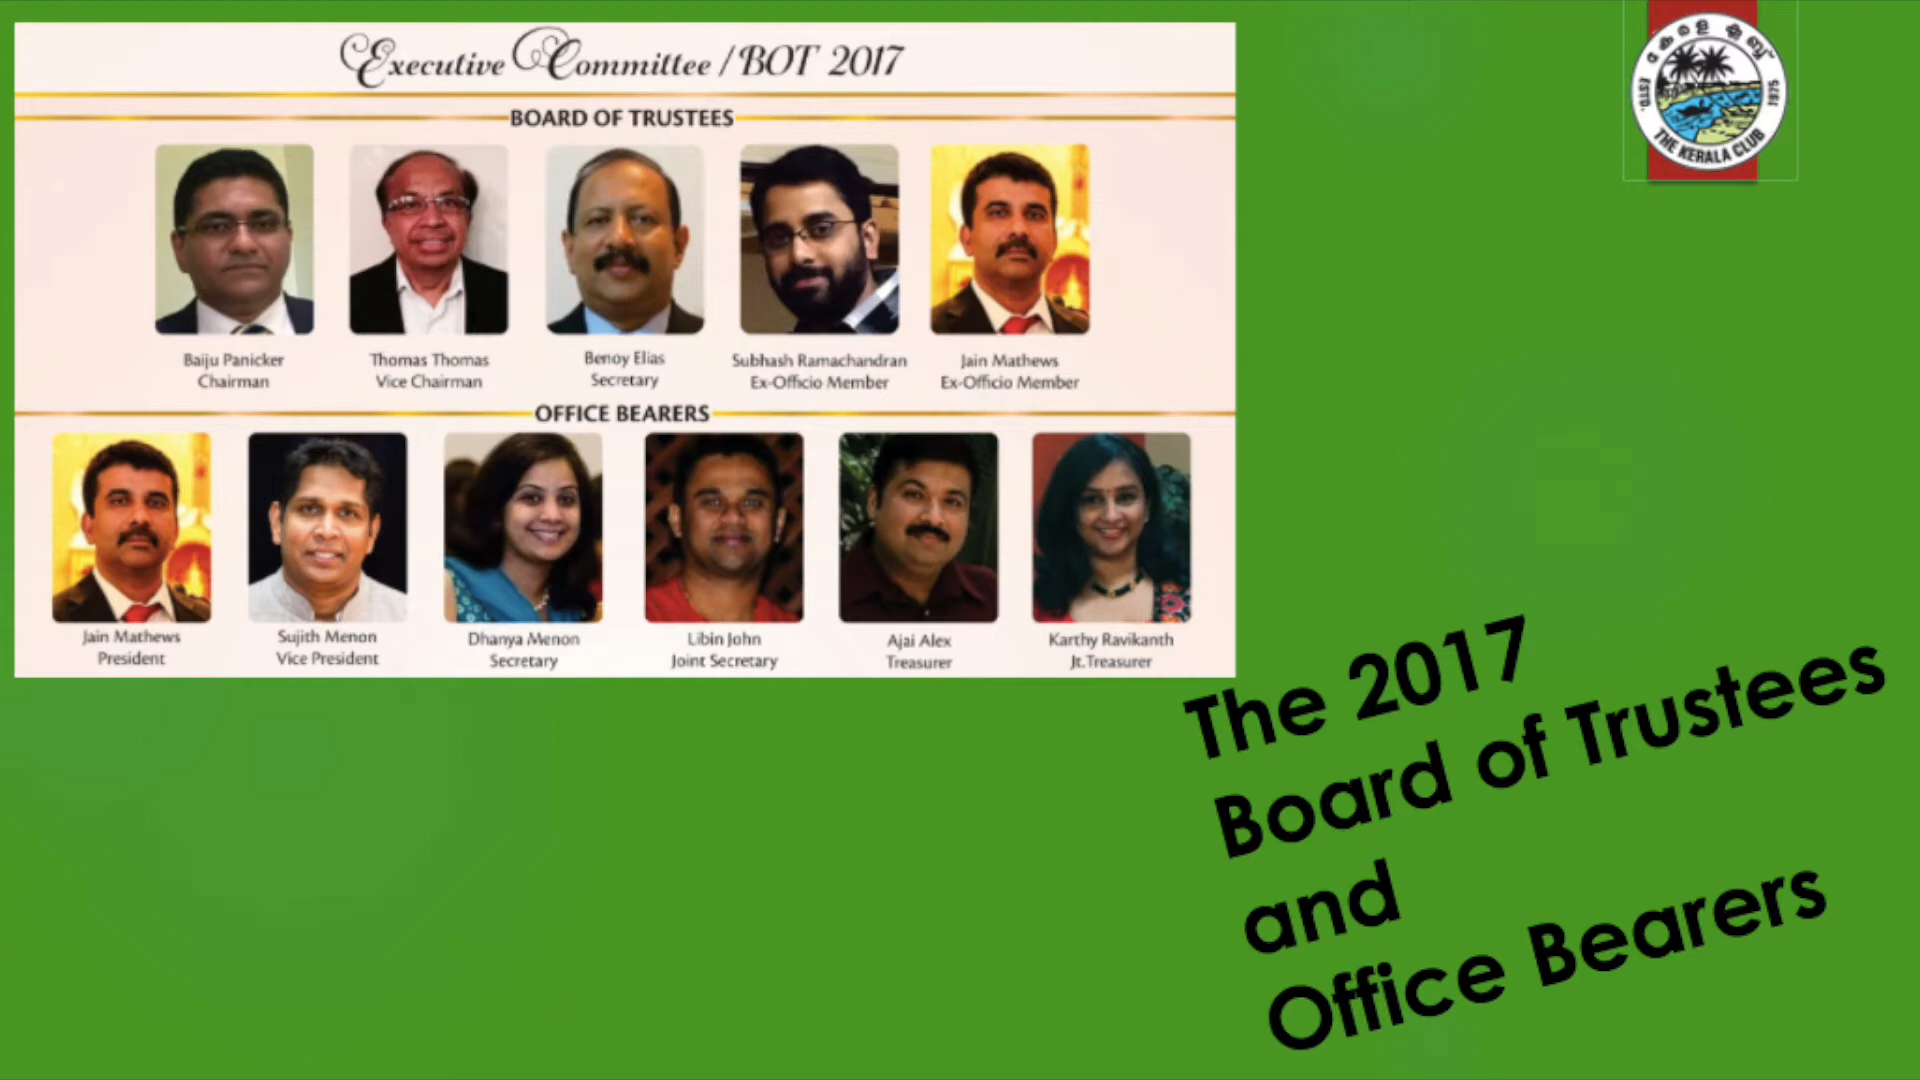 Executive Committee / BOT 2017
BOARD OF TRUSTEES
Baiju Panicker
Chairman
Thomas Thomas
Vice Chairman
Benoy Elias
Secretary
Subhash Ramachandran
Ex-Officio Member
Jain Mathews
Ex-Officio Member
OFFICE BEARERS
Jain Mathews
President
Sujith Menon
Vice President
Dhanya Menon
Secretary
Libin John
Joint Secretary
Ajai Alex
Treasurer
Karthy Ravikanth
Jt.Treasurer
കേരള ക്ലബ്ബ്
ESTD. 1975
THE KERALA CLUB
The 2017
Board of Trustees
and
Office Bearers